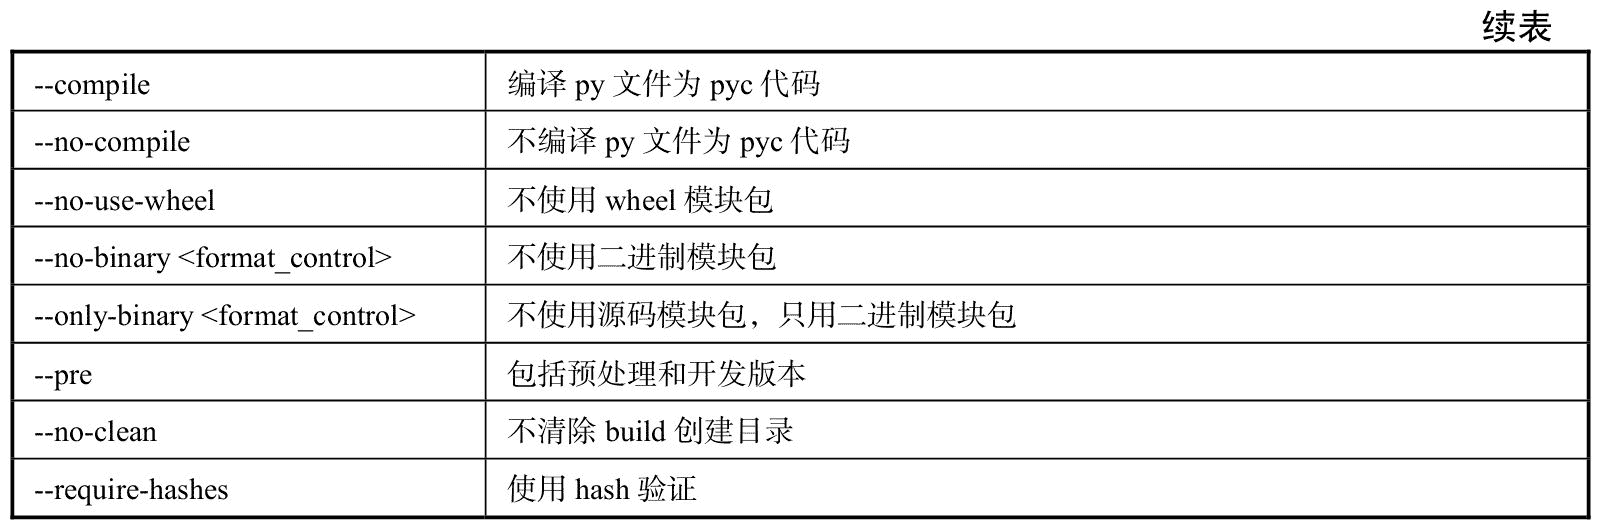 续表
--compile 编译 py 文件为 pyc 代码
--no-compile 不编译 py 文件为 pyc 代码
--no-use-wheel 不使用 wheel 模块包
--no-binary <format_control> 不使用二进制模块包
--only-binary <format_control> 不使用源码模块包，只用二进制模块包
--pre 包括预处理和开发版本
--no-clean 不清除 build 创建目录
--require-hashes 使用 hash 验证